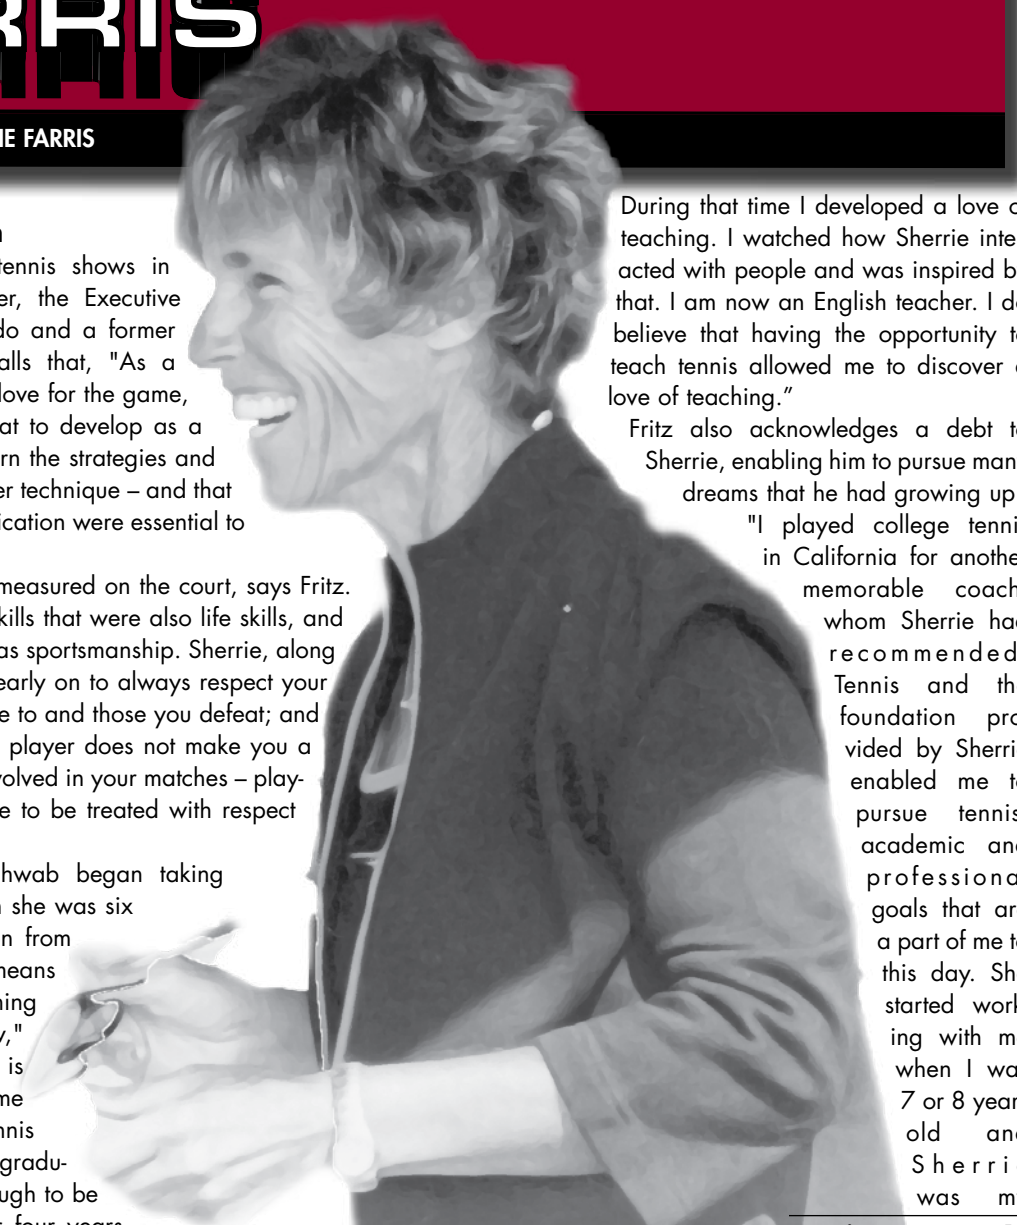 RRIS
IE FARRIS
tennis shows in
er, the Executive
do and a former
alls that, "As a
love for the game,
at to develop as a
rn the strategies and
er technique – and that
ication were essential to
measured on the court, says Fritz.
kills that were also life skills, and
as sportsmanship. Sherrie, along
early on to always respect your
e to and those you defeat; and
player does not make you a
volved in your matches – play-
e to be treated with respect
hwab began taking
she was six
n from
means
ning
y,"
is
me
nnis
gradu-
ugh to be
four years
During that time I developed a love o
teaching. I watched how Sherrie inte
acted with people and was inspired b
that. I am now an English teacher. I d
believe that having the opportunity t
teach tennis allowed me to discover
love of teaching.”
Fritz also acknowledges a debt t
Sherrie, enabling him to pursue man
dreams that he had growing up
"I played college tenni
in California for anothe
memorable coach
whom Sherrie had
recommended
Tennis and th
foundation pro
vided by Sherri
enabled me t
pursue tennis
academic and
professiona
goals that ar
a part of me t
this day. Sh
started work
ing with m
when I wa
7 or 8 year
old and
Sherri
was m